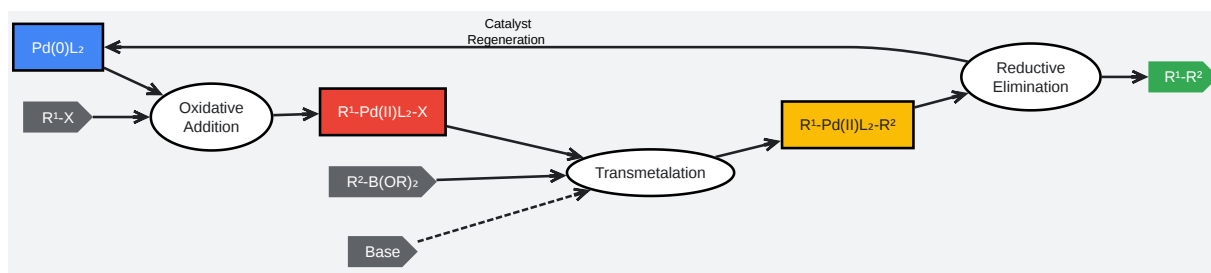 Catalyst
Regeneration
Pd(0)L₂
R¹-X
Oxidative
Addition
R¹-Pd(II)L₂-X
R²-B(OR)₂
Base
Transmetalation
R¹-Pd(II)L₂-R²
Reductive
Elimination
R¹-R²